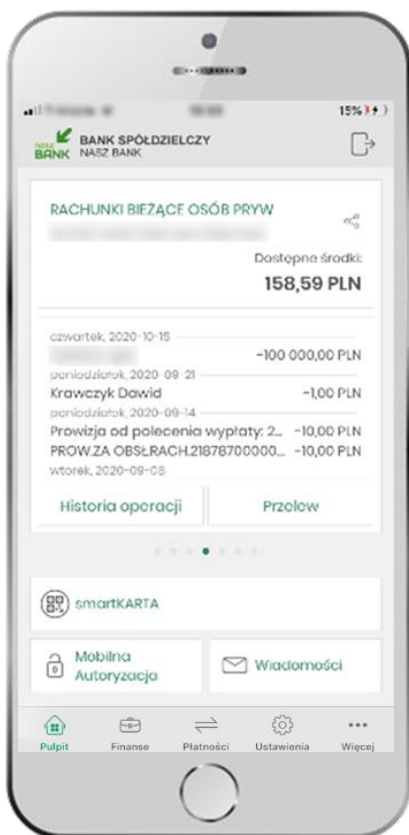 15%
NASZ BANK BANK SPÓŁDZIELCZY
NASZ BANK
RACHUNKI BIEŻĄCE OSÓB PRYW
Dostępne środki:
158,59 PLN
czwartek, 2020-10-15
-100 000,00 PLN
poniedziałek, 2020-09-21
Krawczyk Dawid -1,00 PLN
poniedziałek, 2020-09-14
Prowizja od polecenia wypłaty: 2... -10,00 PLN
PROW.ZA OBSŁ.RACH.21878700000... -10,00 PLN
wtorek, 2020-09-08
Historia operacji Przelew
smartKARTA
Mobilna
Autoryzacja
Wiadomości
Pulpit Finanse Płatności Ustawienia Więcej